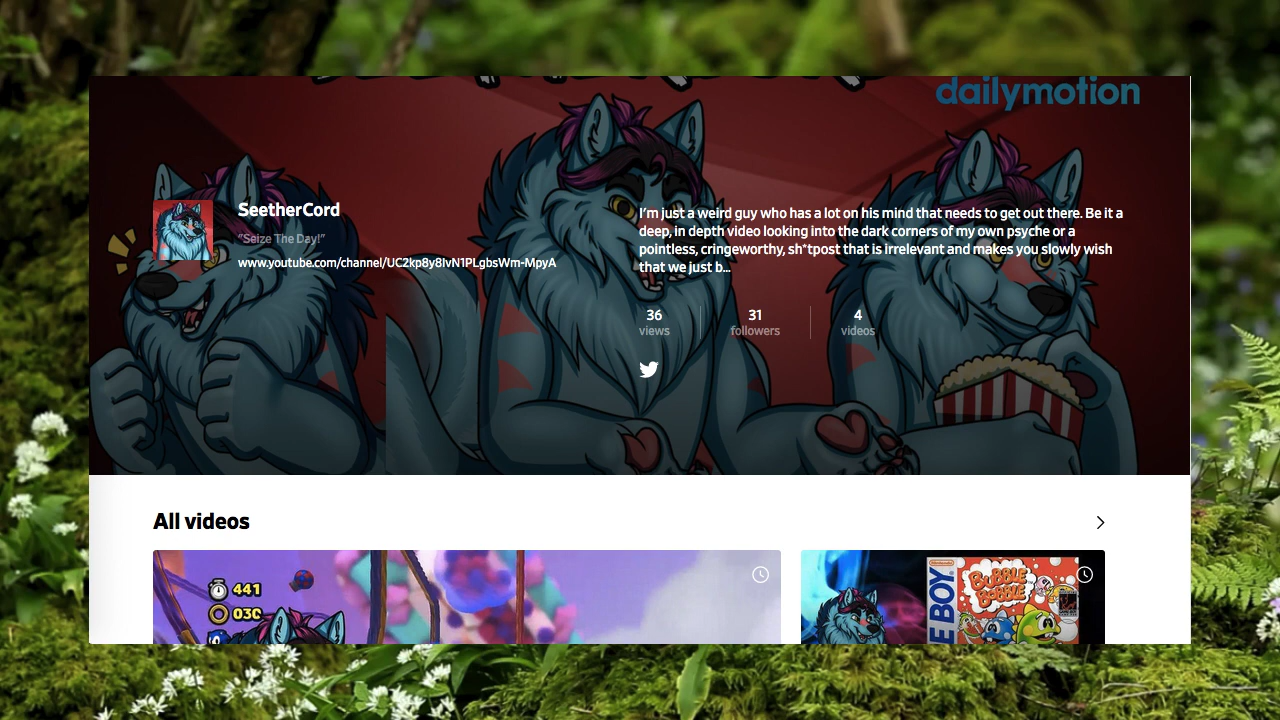 dailymotion
SeetherCord
"Seize The Day!"
www.youtube.com/channel/UC2kp8y8IvN1PLgbsWm-MpyA
I'm just a weird guy who has a lot on his mind that needs to get out there. Be it a
deep, in depth video looking into the dark corners of my own psyche or a
pointless, cringeworthy, sh*tpost that is irrelevant and makes you slowly wish
that we just b...
36 31 4
views followers videos
All videos
441
030
BUBBLE
BOBBLE
E BOY